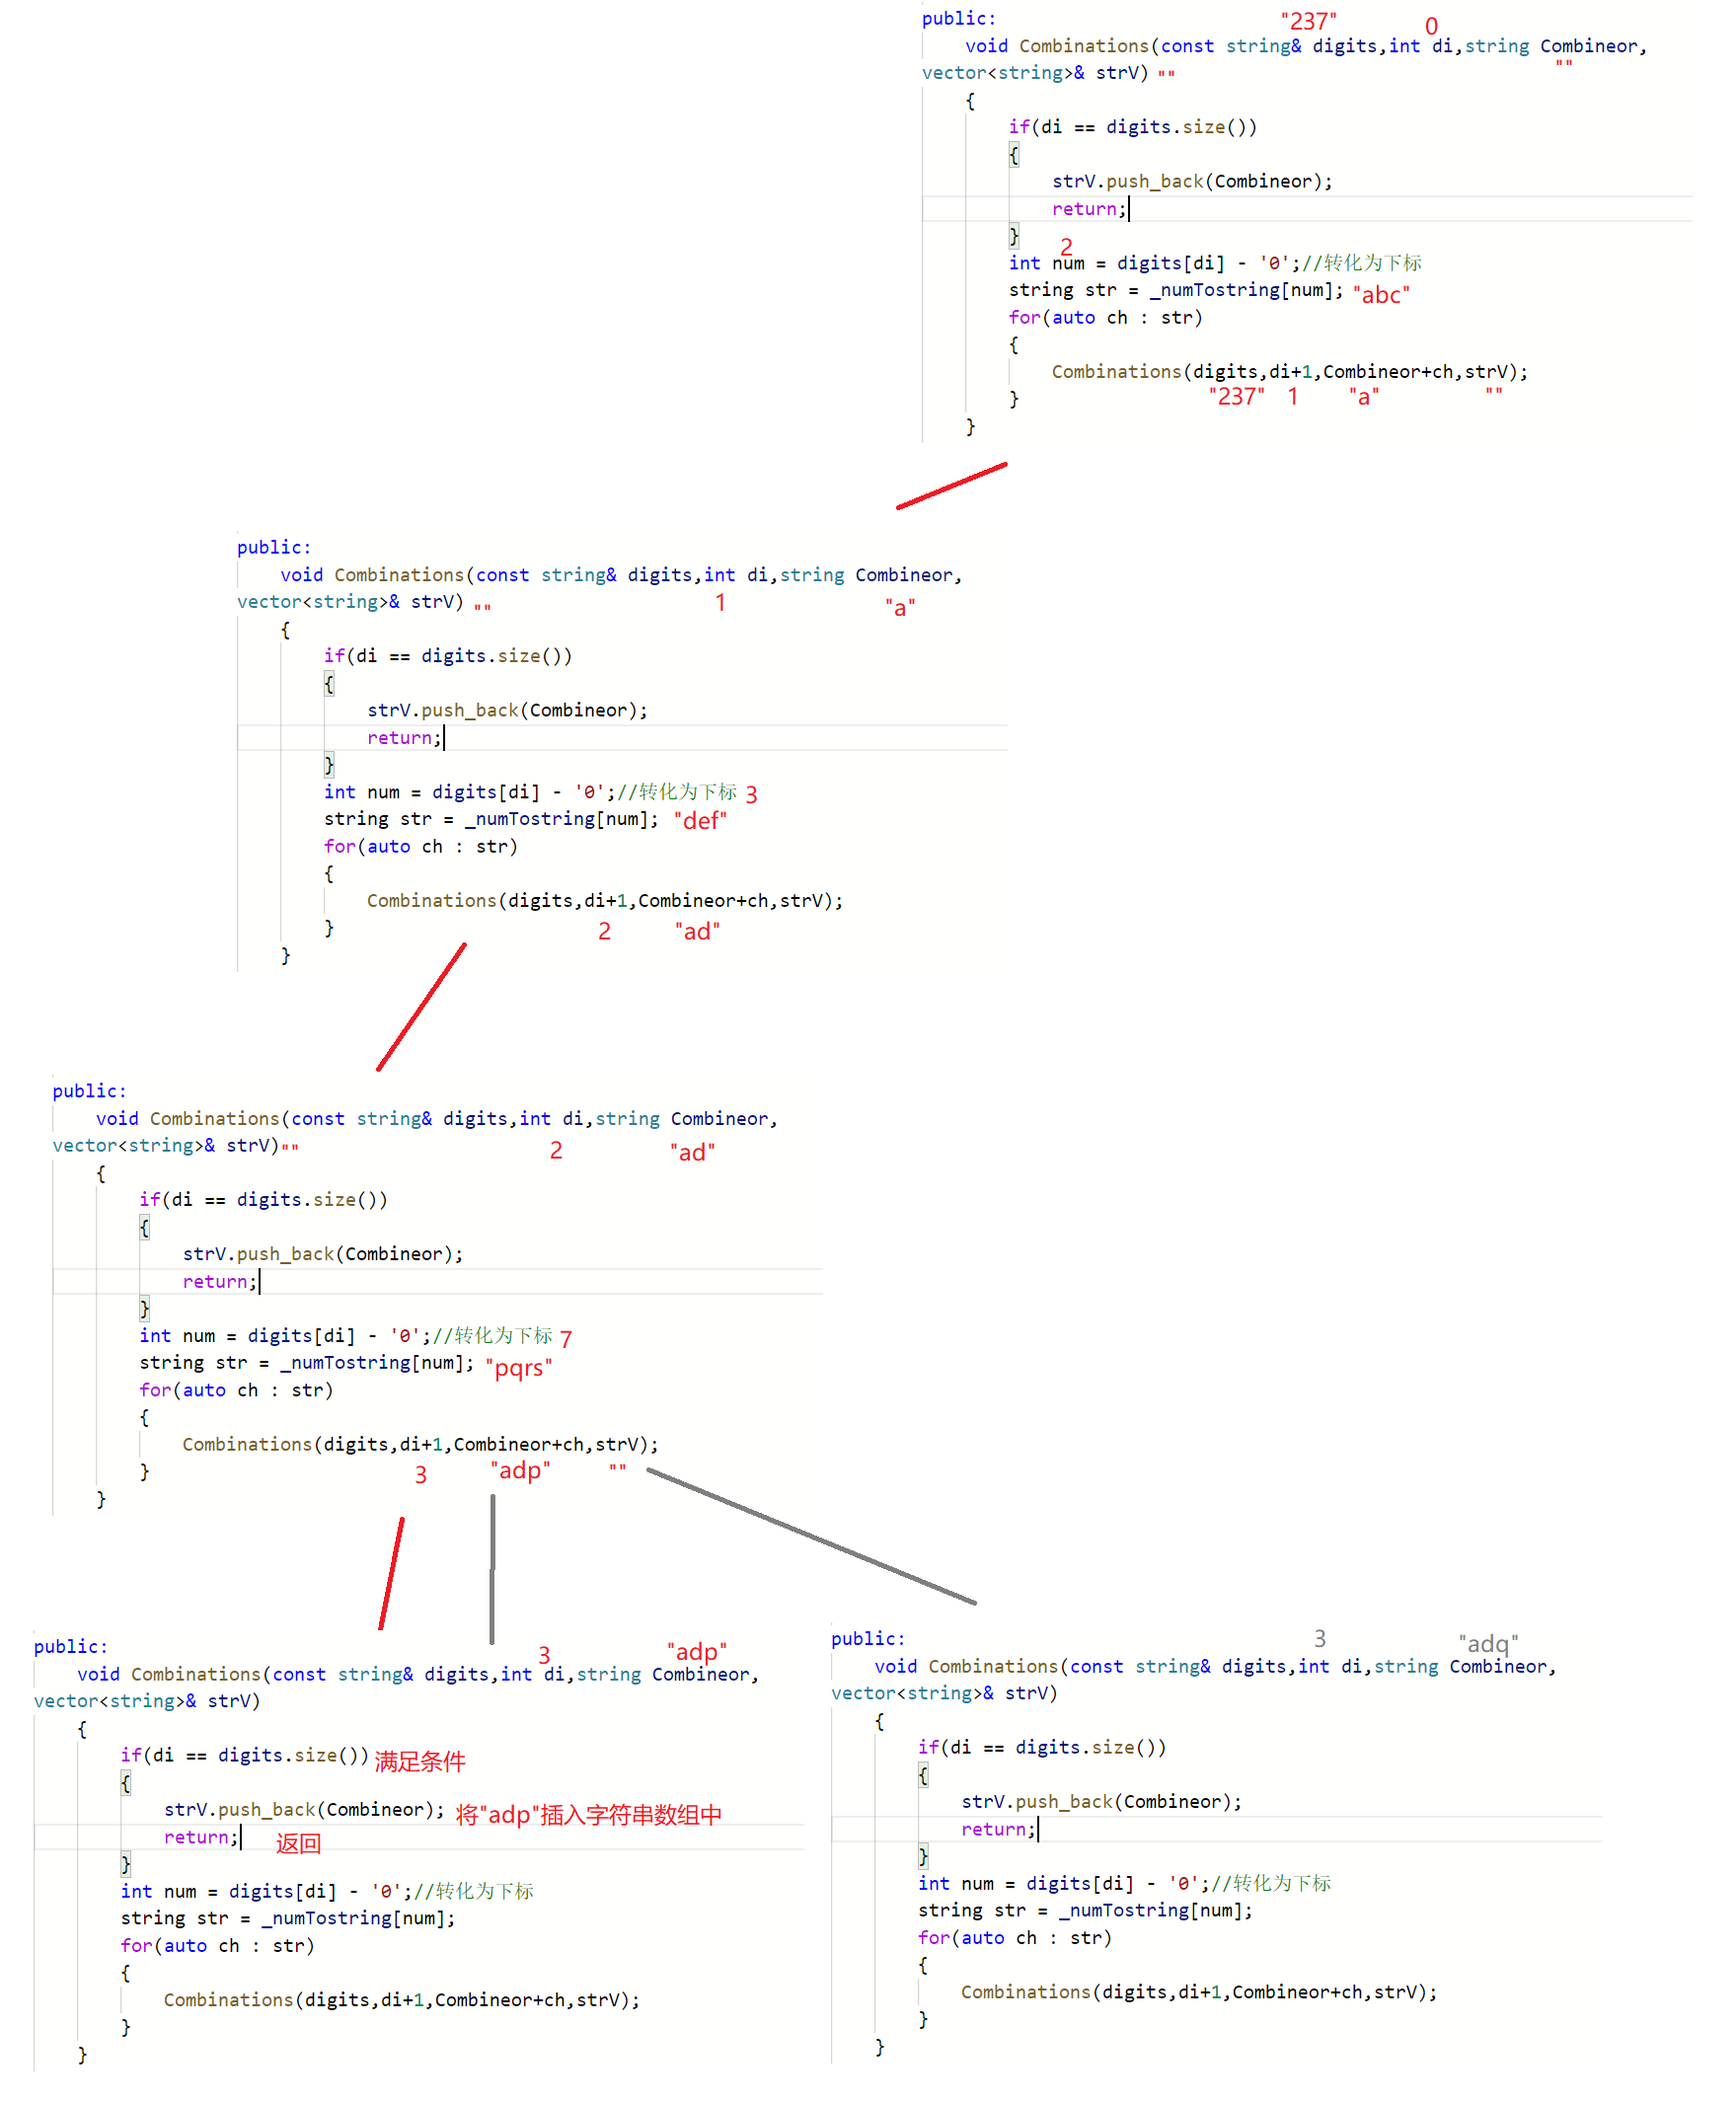 "237" 0
public:
void Combinations(const string& digits,int di,string Combineor,
""
vector<string>& strV) ""
{
if(di == digits.size())
{
strV.push_back(Combineor);
return;
}
2
int num = digits[di] - '0';//转化为下标
string str = _numTostring[num]; "abc"
for(auto ch : str)
{
Combinations(digits,di+1,Combineor+ch,strV);
"237" 1 "a" ""
}
}
public:
void Combinations(const string& digits,int di,string Combineor,
vector<string>& strV) "" 1 "a"
{
if(di == digits.size())
{
strV.push_back(Combineor);
return;
}
int num = digits[di] - '0';//转化为下标 3
string str = _numTostring[num]; "def"
for(auto ch : str)
{
Combinations(digits,di+1,Combineor+ch,strV);
2 "ad"
}
}
public:
void Combinations(const string& digits,int di,string Combineor,
vector<string>& strV)"" 2 "ad"
{
if(di == digits.size())
{
strV.push_back(Combineor);
return;
}
int num = digits[di] - '0';//转化为下标 7
string str = _numTostring[num]; "pqrs"
for(auto ch : str)
{
Combinations(digits,di+1,Combineor+ch,strV);
3 "adp" ""
}
}
public:
3 "adp"
void Combinations(const string& digits,int di,string Combineor,
vector<string>& strV)
{
if(di == digits.size()) 满足条件
{
strV.push_back(Combineor); 将"adp"插入字符串数组中
return; 返回
}
int num = digits[di] - '0';//转化为下标
string str = _numTostring[num];
for(auto ch : str)
{
Combinations(digits,di+1,Combineor+ch,strV);
}
}
public:
3 "adq"
void Combinations(const string& digits,int di,string Combineor,
vector<string>& strV)
{
if(di == digits.size())
{
strV.push_back(Combineor);
return;
}
int num = digits[di] - '0';//转化为下标
string str = _numTostring[num];
for(auto ch : str)
{
Combinations(digits,di+1,Combineor+ch,strV);
}
}